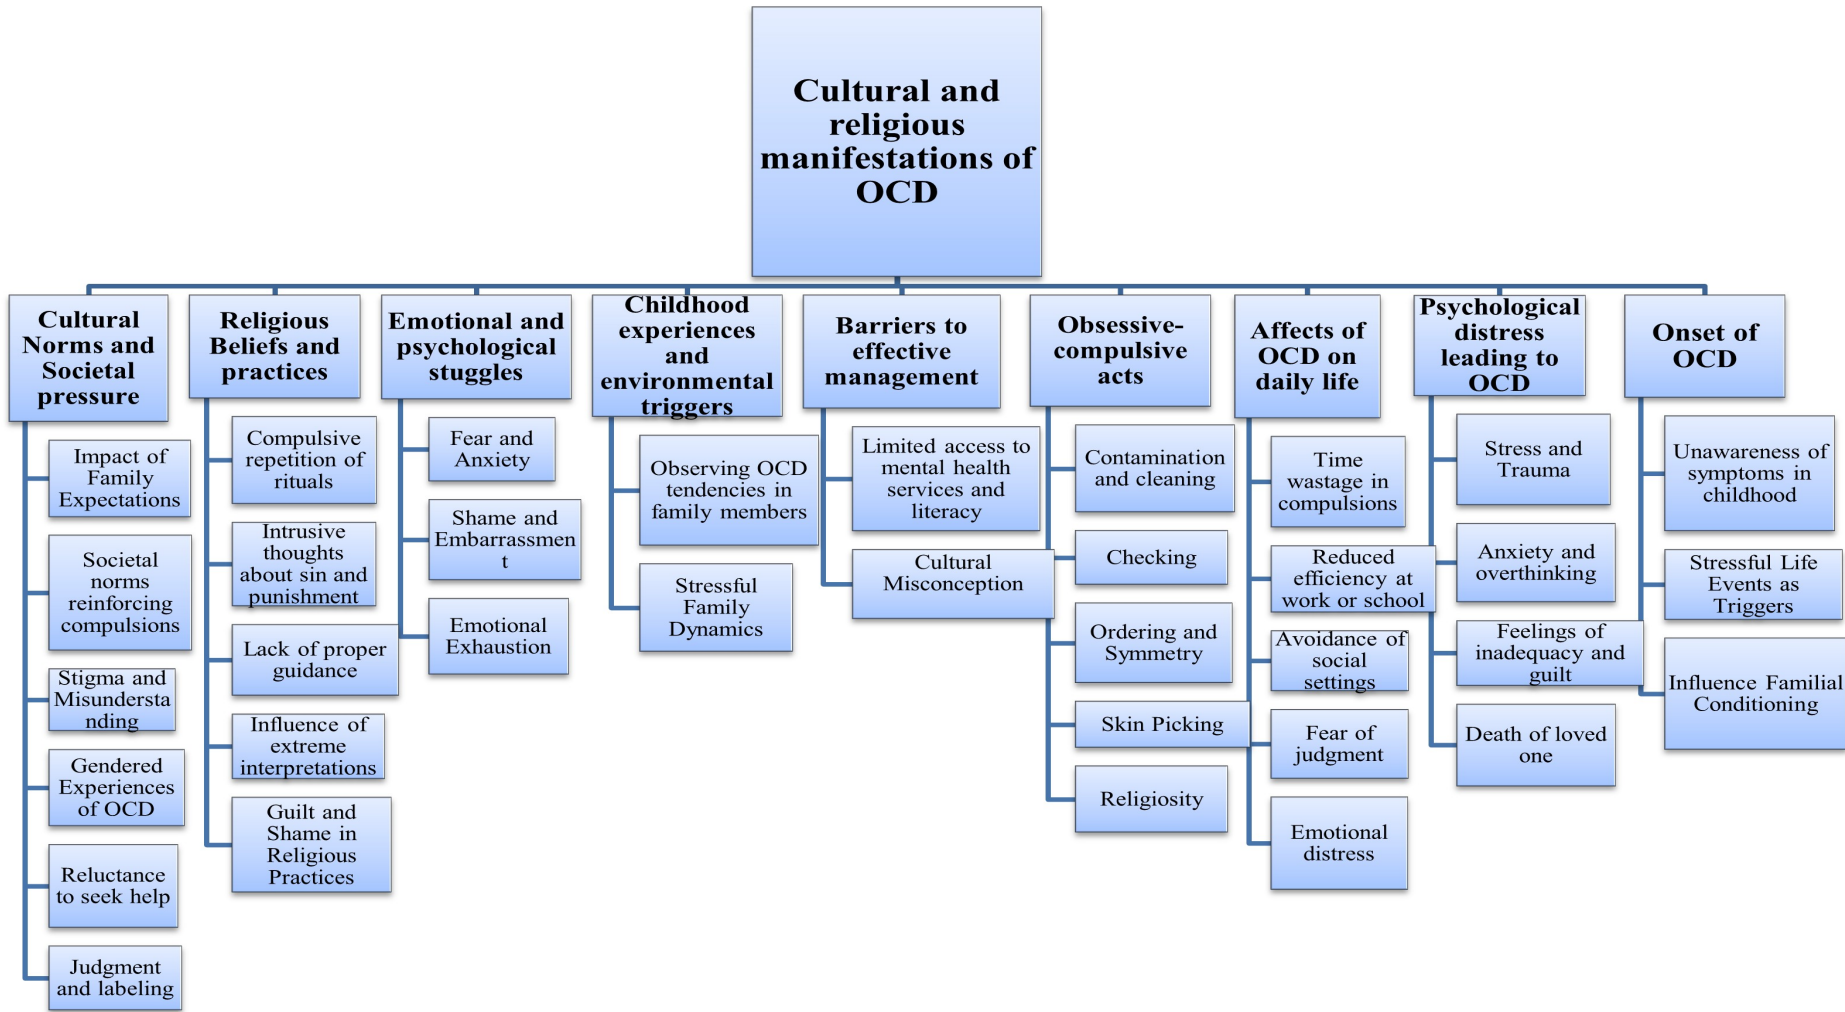 Cultural and
religious
manifestations of
OCD
Cultural
Norms and
Societal
pressure
Impact of
Family
Expectations
Societal
norms
reinforcing
compulsions
Stigma and
Misundersta
nding
Gendered
Experiences
of OCD
Reluctance
to seek help
Judgment
and labeling
Religious
Beliefs and
practices
Compulsive
repetition of
rituals
Intrusive
thoughts
about sin and
punishment
Lack of proper
guidance
Influence of
extreme
interpretations
Guilt and
Shame in
Religious
Practices
Emotional and
psychological
stuggles
Fear and
Anxiety
Shame and
Embarrassmen
t
Emotional
Exhaustion
Childhood
experiences
and
environmental
triggers
Observing OCD
tendencies in
family members
Stressful
Family
Dynamics
Barriers to
effective
management
Limited access to
mental health
services and
literacy
Cultural
Misconception
Obsessive-
compulsive
acts
Contamination
and cleaning
Checking
Ordering and
Symmetry
Skin Picking
Religiosity
Affects of
OCD on
daily life
Time
wastage in
compulsions
Reduced
efficiency at
work or school
Avoidance of
social
settings
Fear of
judgment
Emotional
distress
Psychological
distress
leading to
OCD
Stress and
Trauma
Anxiety and
overthinking
Feelings of
inadequacy and
guilt
Death of loved
one
Onset of
OCD
Unawareness of
symptoms in
childhood
Stressful Life
Events as
Triggers
Influence Familial
Conditioning